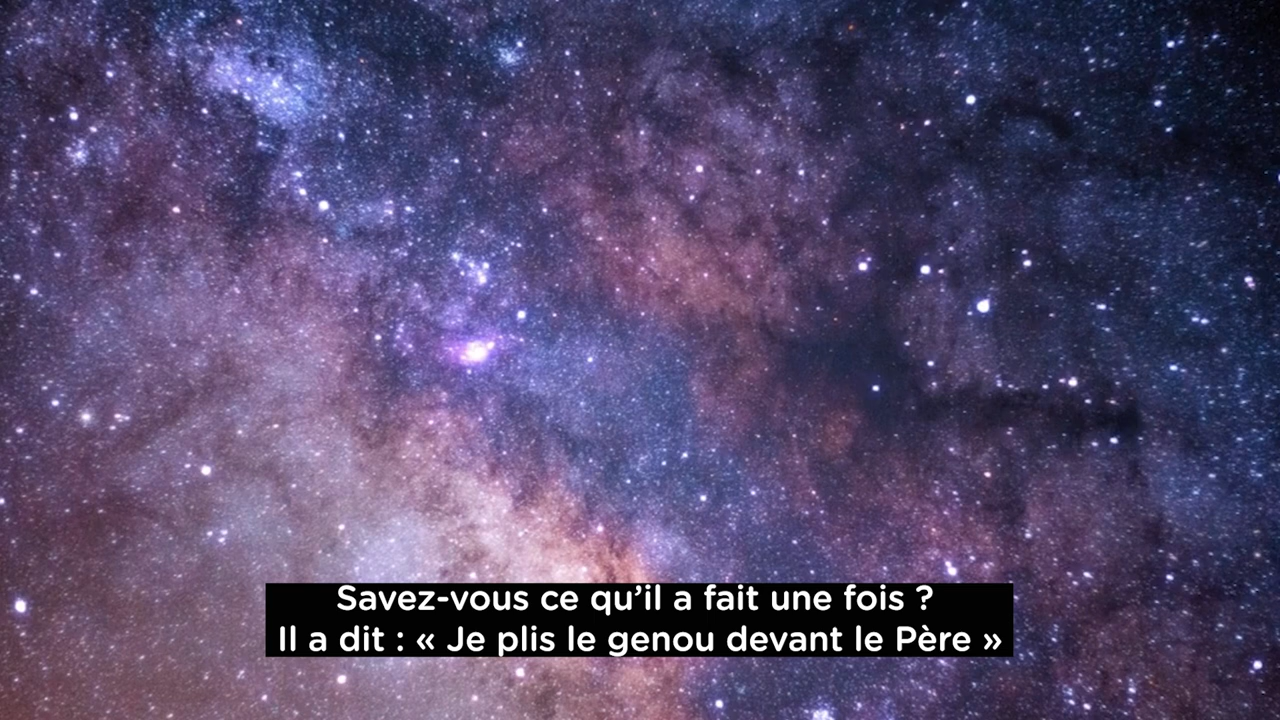 Savez-vous ce qu’il a fait une fois ?
Il a dit : « Je plis le genou devant le Père »